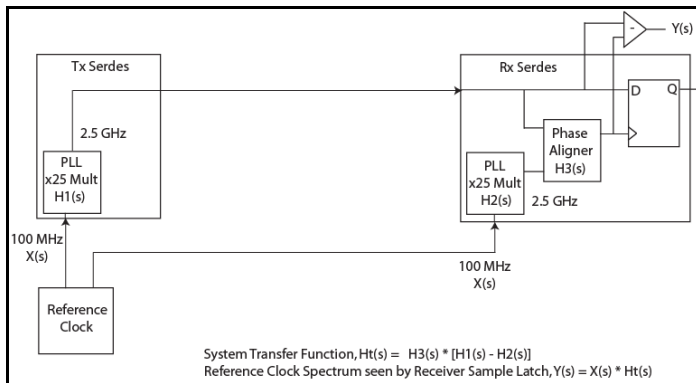 Y(s)
-
Tx Serdes
Rx Serdes
D
Q
2.5 GHz
Phase
Aligner
H3(s)
PLL
x25 Mult
H1(s)
PLL
x25 Mult
H2(s)
2.5 GHz
100 MHz
X(s)
100 MHz
X(s)
Reference
Clock
System Transfer Function, Ht(s) = H3(s) * [H1(s) - H2(s)]
Reference Clock Spectrum seen by Receiver Sample Latch, Y(s) = X(s) * Ht(s)